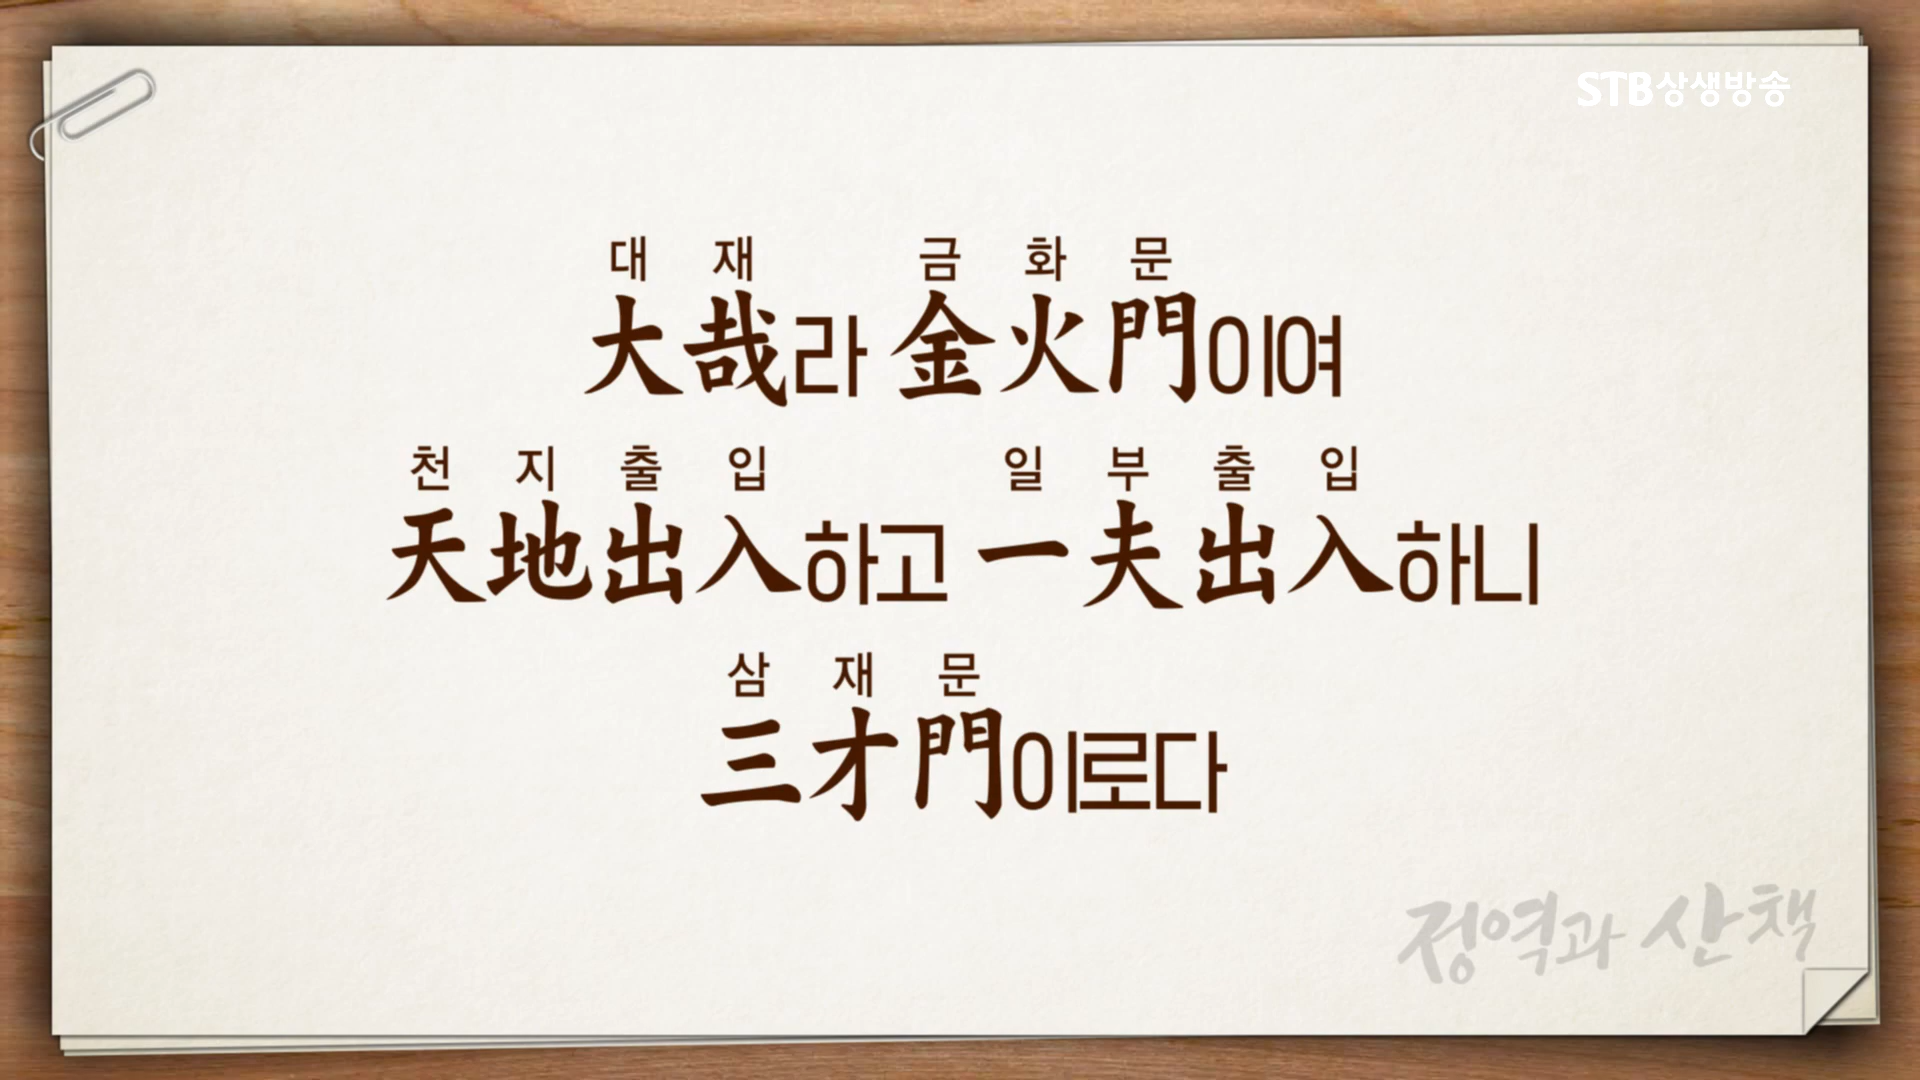 STB상생방송
대 재 금 화 문
大哉라 金火門이여
천 지 출 입 일 부 출 입
天地出入하고 一夫出入하니
삼 재 문
三才門이로다
정역과 산책